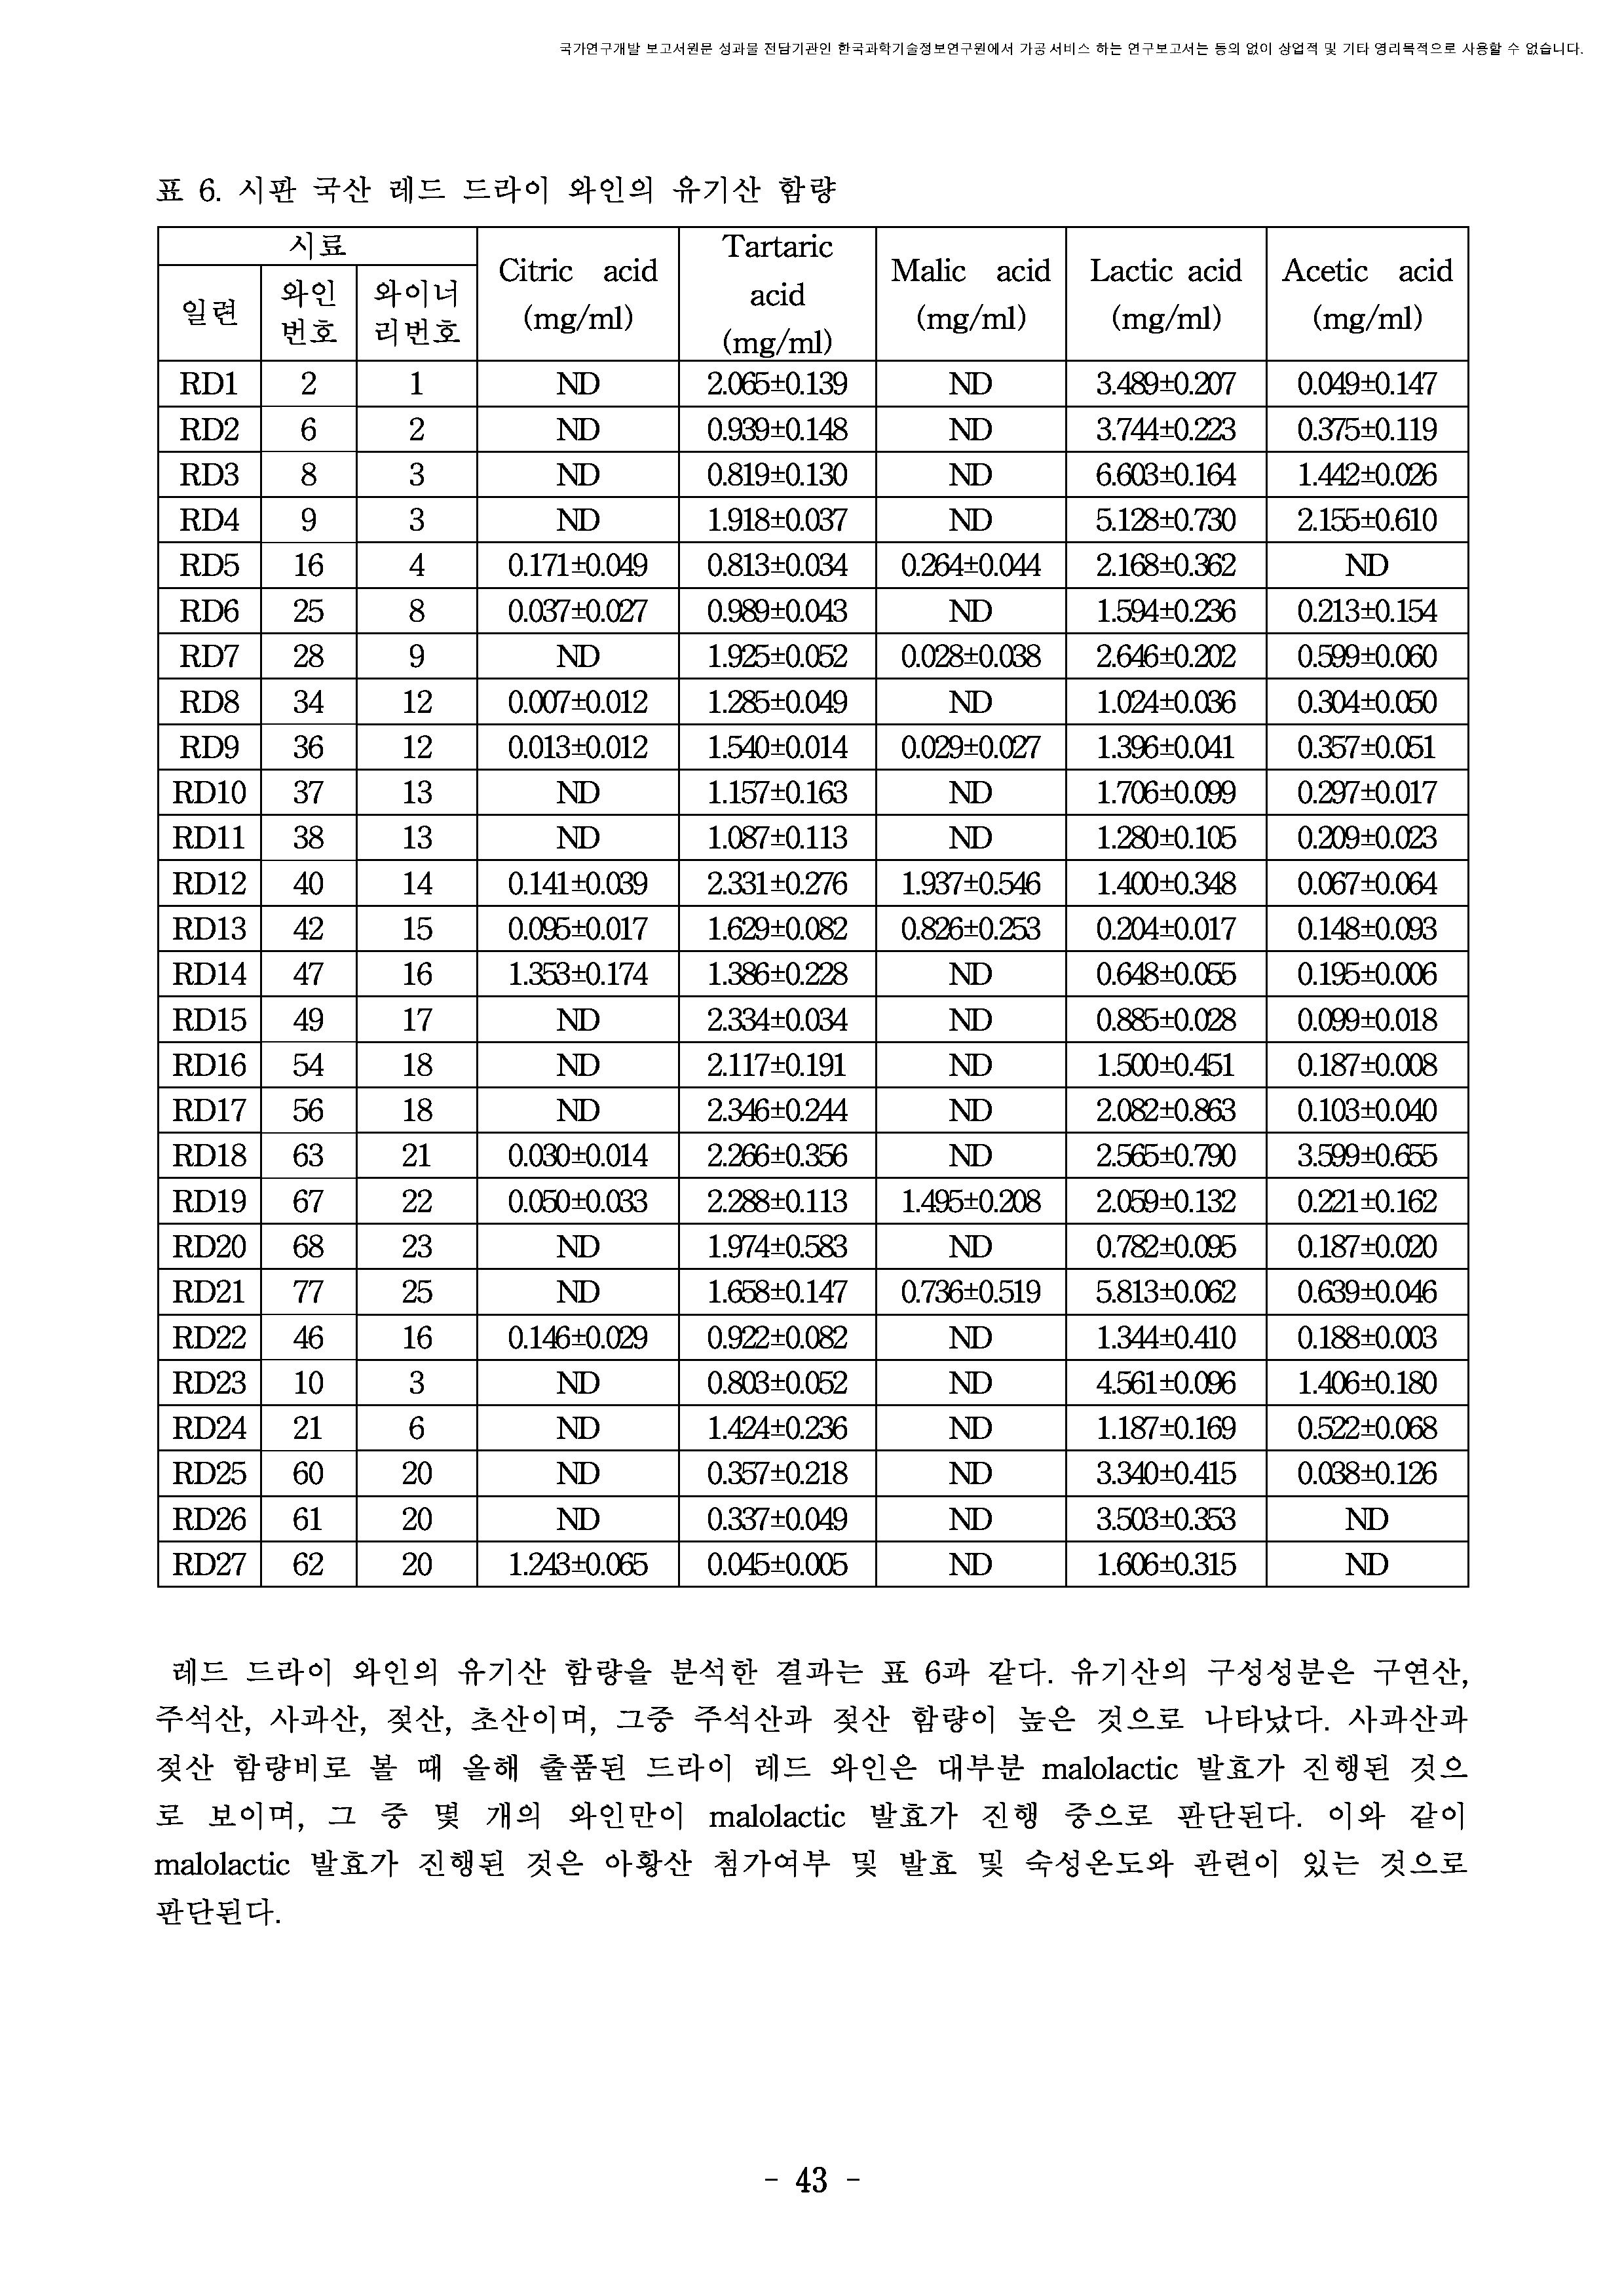 국가연구개발 보고서원문 성과물 전담기관인 한국과학기술정보연구원에서 가공·서비스 하는 연구보고서는 동의 없이 상업적 및 기타 영리목적으로 사용할 수 없습니다.
표 6. 시판 국산 레드 드라이 와인의 유기산 함량
시료 Citric acid (mg/ml) Tartaric acid (mg/ml) Malic acid (mg/ml) Lactic acid (mg/ml) Acetic acid (mg/ml)
일련 와인번호 와이너리번호
RD1 2 1 ND 2.065±0.139 ND 3.489±0.207 0.049±0.147
RD2 6 2 ND 0.939±0.148 ND 3.744±0.223 0.375±0.119
RD3 8 3 ND 0.819±0.130 ND 6.603±0.164 1.442±0.026
RD4 9 3 ND 1.918±0.037 ND 5.128±0.730 2.155±0.610
RD5 16 4 0.171±0.049 0.813±0.034 0.264±0.044 2.168±0.362 ND
RD6 25 8 0.037±0.027 0.989±0.043 ND 1.594±0.236 0.213±0.154
RD7 28 9 ND 1.925±0.052 0.028±0.038 2.646±0.202 0.599±0.060
RD8 34 12 0.007±0.012 1.285±0.049 ND 1.024±0.036 0.304±0.050
RD9 36 12 0.013±0.012 1.540±0.014 0.029±0.027 1.396±0.041 0.357±0.051
RD10 37 13 ND 1.157±0.163 ND 1.706±0.099 0.297±0.017
RD11 38 13 ND 1.087±0.113 ND 1.280±0.105 0.209±0.023
RD12 40 14 0.141±0.039 2.331±0.276 1.937±0.546 1.400±0.348 0.067±0.064
RD13 42 15 0.095±0.017 1.629±0.082 0.826±0.253 0.204±0.017 0.148±0.093
RD14 47 16 1.353±0.174 1.386±0.228 ND 0.648±0.055 0.195±0.006
RD15 49 17 ND 2.334±0.034 ND 0.885±0.028 0.099±0.018
RD16 54 18 ND 2.117±0.191 ND 1.500±0.451 0.187±0.008
RD17 56 18 ND 2.346±0.244 ND 2.082±0.863 0.103±0.040
RD18 63 21 0.030±0.014 2.266±0.356 ND 2.565±0.790 3.599±0.655
RD19 67 22 0.050±0.033 2.288±0.113 1.495±0.208 2.059±0.132 0.221±0.162
RD20 68 23 ND 1.974±0.583 ND 0.782±0.095 0.187±0.020
RD21 77 25 ND 1.658±0.147 0.736±0.519 5.813±0.062 0.639±0.046
RD22 46 16 0.146±0.029 0.922±0.082 ND 1.344±0.410 0.188±0.003
RD23 10 3 ND 0.803±0.052 ND 4.561±0.096 1.406±0.180
RD24 21 6 ND 1.424±0.236 ND 1.187±0.169 0.522±0.068
RD25 60 20 ND 0.357±0.218 ND 3.340±0.415 0.038±0.126
RD26 61 20 ND 0.337±0.049 ND 3.503±0.353 ND
RD27 62 20 1.243±0.065 0.045±0.005 ND 1.606±0.315 ND
레드 드라이 와인의 유기산 함량을 분석한 결과는 표 6과 같다. 유기산의 구성성분은 구연산,
주석산, 사과산, 젖산, 초산이며, 그중 주석산과 젖산 함량이 높은 것으로 나타났다. 사과산과
젖산 함량비로 볼 때 올해 출품된 드라이 레드 와인은 대부분 malolactic 발효가 진행된 것으
로 보이며, 그 중 몇 개의 와인만이 malolactic 발효가 진행 중으로 판단된다. 이와 같이
malolactic 발효가 진행된 것은 아황산 첨가여부 및 발효 및 숙성온도와 관련이 있는 것으로
판단된다.
- 43 -